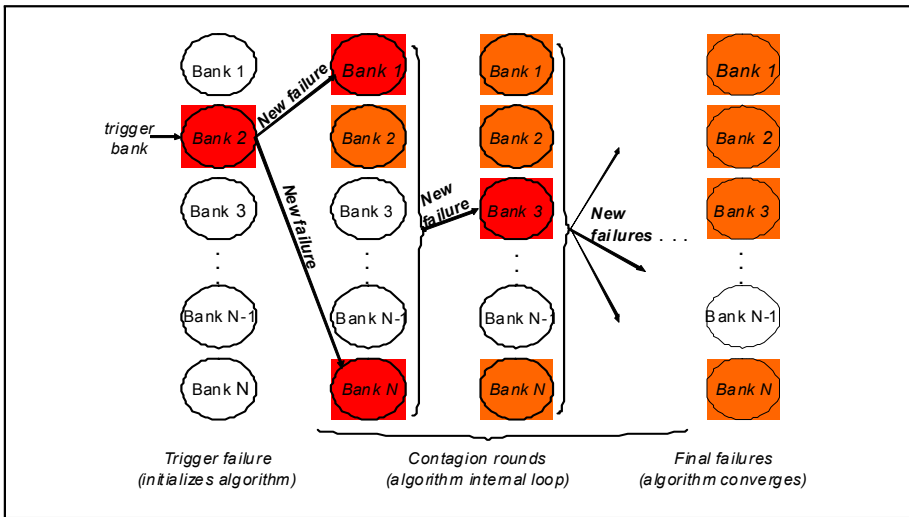 Bank 1
Bank 2
Bank 3
Bank N-1
Bank N
trigger
bank
New failure
New failure
Bank 1
Bank 2
Bank 3
Bank N-1
Bank N
New
failure
Bank 1
Bank 2
Bank 3
Bank N-1
Bank N
New
failures . . .
Bank 1
Bank 2
Bank 3
Bank N-1
Bank N
Trigger failure
(initializes algorithm)
Contagion rounds
(algorithm internal loop)
Final failures
(algorithm converges)